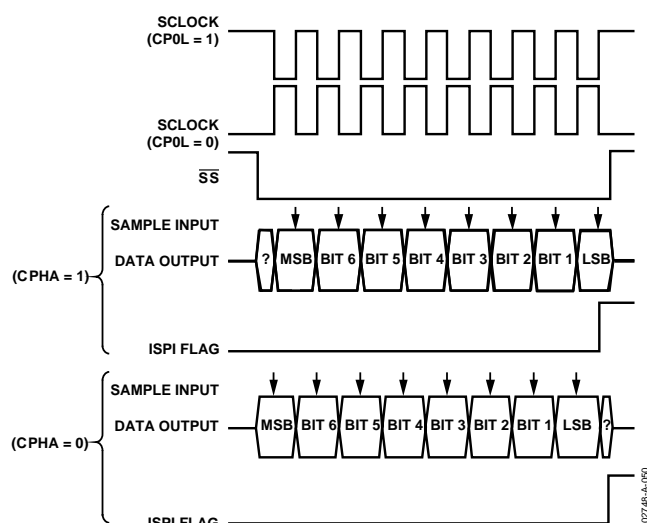 SCLOCK
(CP0L = 1)
SCLOCK
(CP0L = 0)
SS
SAMPLE INPUT
DATA OUTPUT
? MSB BIT 6 BIT 5 BIT 4 BIT 3 BIT 2 BIT 1 LSB
(CPHA = 1)
ISPI FLAG
SAMPLE INPUT
DATA OUTPUT
MSB BIT 6 BIT 5 BIT 4 BIT 3 BIT 2 BIT 1 LSB ?
(CPHA = 0)
ISPI FLAG
02748-A-050